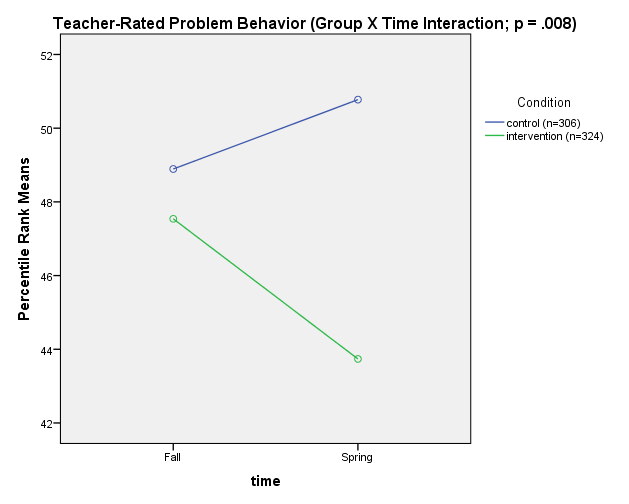 Teacher-Rated Problem Behavior (Group X Time Interaction; p = .008)
52
50
48
46
44
42
Percentile Rank Means
Fall
Spring
time
Condition
control (n=306)
intervention (n=324)